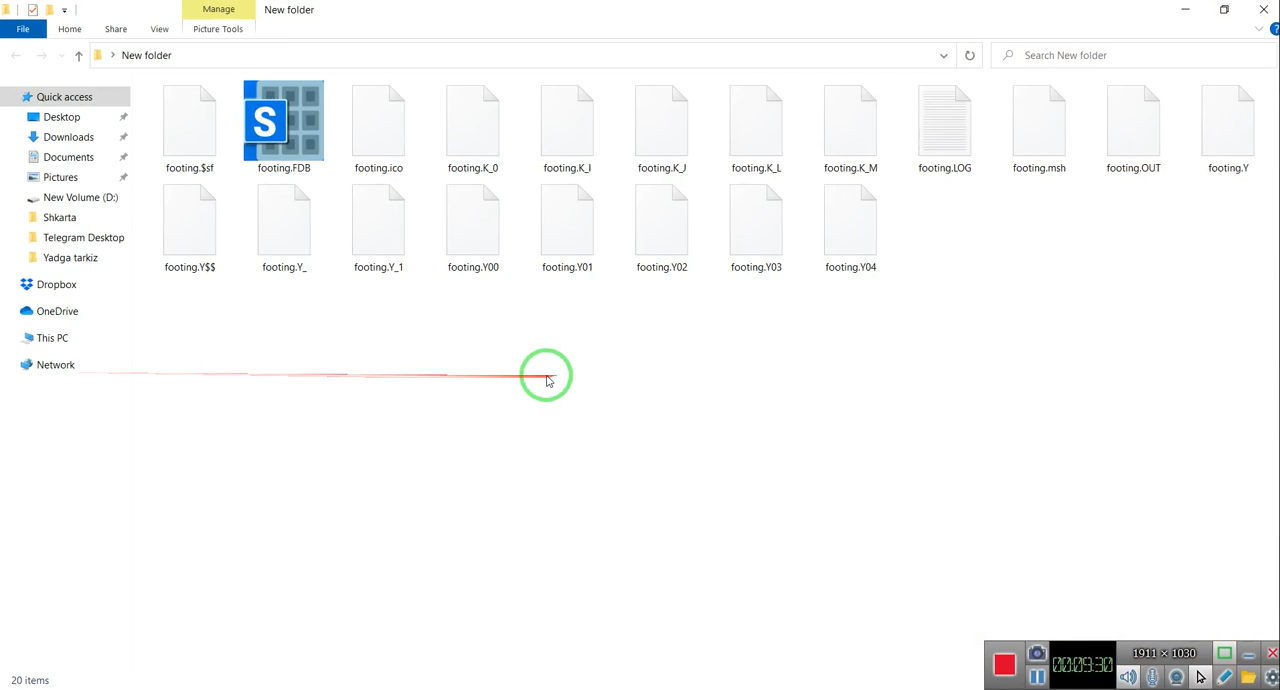 Manage
New folder
File
Home
Share
View
Picture Tools
New folder
Search New folder
Quick access
Desktop
Downloads
Documents
Pictures
New Volume (D:)
Shkarta
Telegram Desktop
Yadga tarkiz
Dropbox
OneDrive
This PC
Network
S
footing.$sf
footing.FDB
footing.ico
footing.K_0
footing.K_I
footing.K_J
footing.K_L
footing.K_M
footing.LOG
footing.msh
footing.OUT
footing.Y
footing.Y$$
footing.Y_
footing.Y_1
footing.Y00
footing.Y01
footing.Y02
footing.Y03
footing.Y04
20 items
00:09:30
1911 × 1030